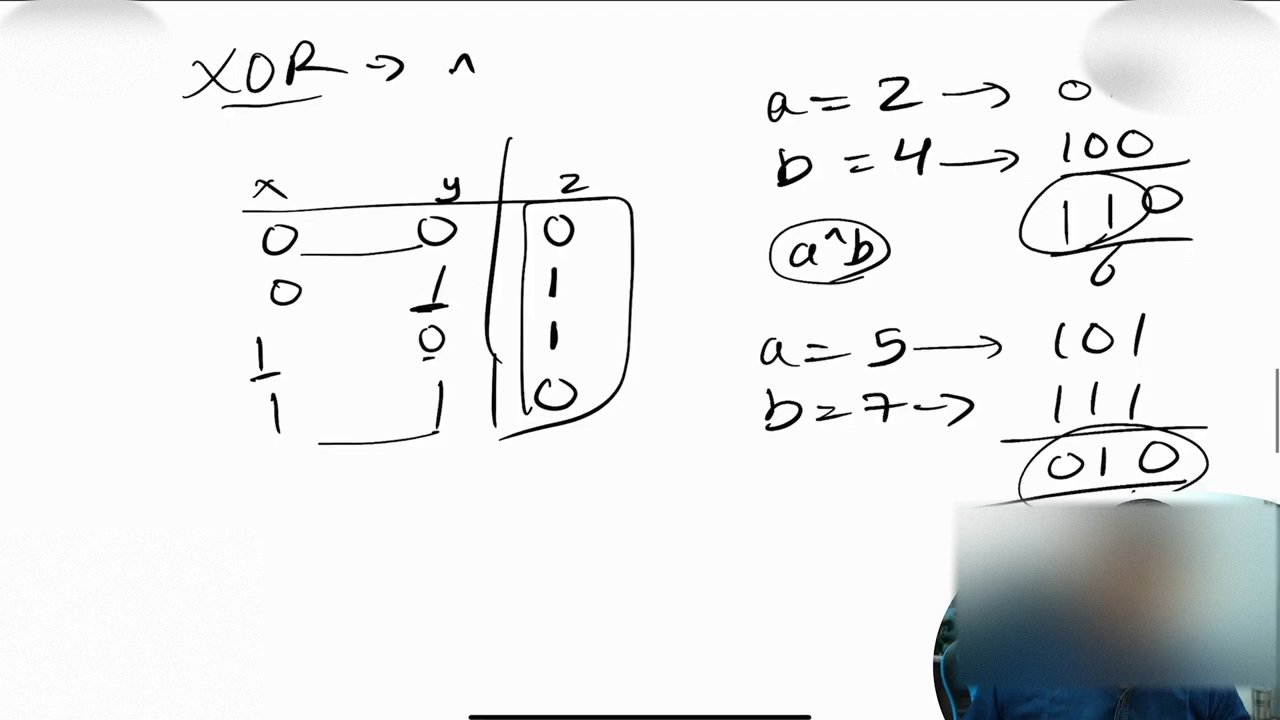 XOR → ^
x y z
0 0 0
0 1 1
1 0 1
1 1 0
a = 2 → 0
b = 4 → 100
110
a^b
6
a = 5 → 101
b = 7 → 111
010